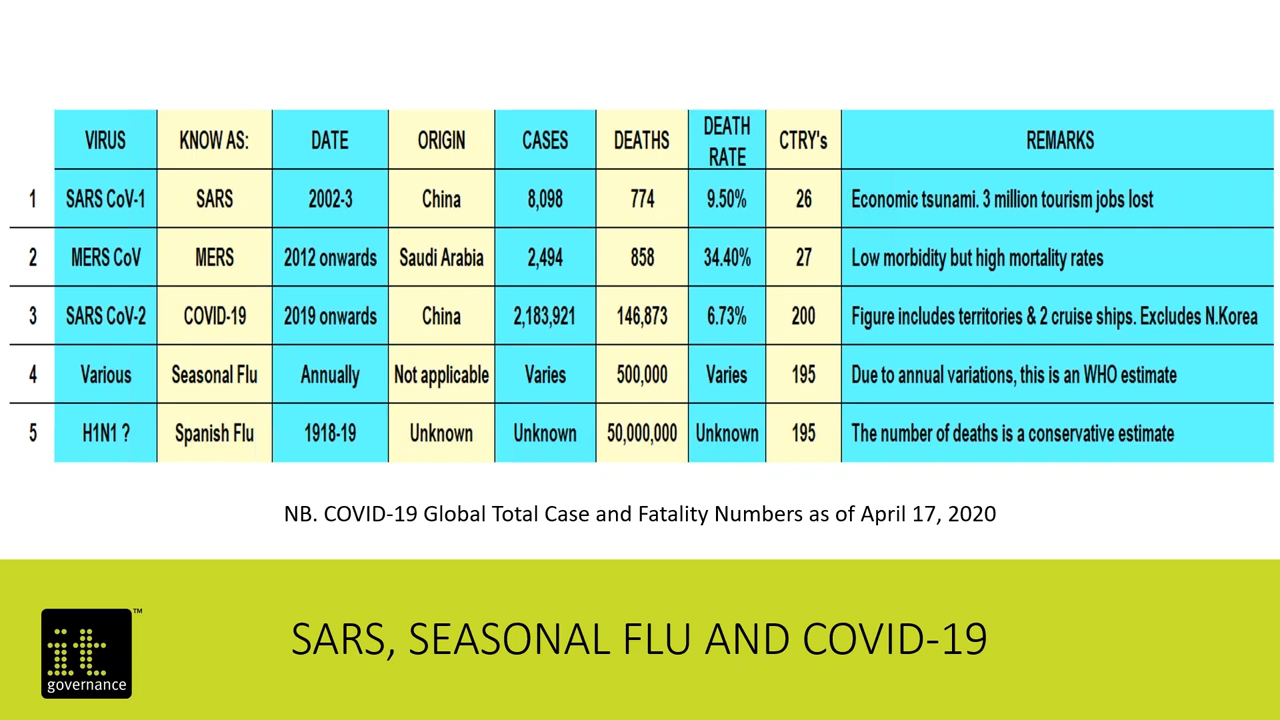 VIRUS KNOW AS: DATE ORIGIN CASES DEATHS DEATH RATE CTRY's REMARKS
1 SARS CoV-1 SARS 2002-3 China 8,098 774 9.50% 26 Economic tsunami. 3 million tourism jobs lost
2 MERS CoV MERS 2012 onwards Saudi Arabia 2,494 858 34.40% 27 Low morbidity but high mortality rates
3 SARS CoV-2 COVID-19 2019 onwards China 2,183,921 146,873 6.73% 200 Figure includes territories & 2 cruise ships. Excludes N.Korea
4 Various Seasonal Flu Annually Not applicable Varies 500,000 Varies 195 Due to annual variations, this is an WHO estimate
5 H1N1 ? Spanish Flu 1918-19 Unknown Unknown 50,000,000 Unknown 195 The number of deaths is a conservative estimate
NB. COVID-19 Global Total Case and Fatality Numbers as of April 17, 2020
it ™
governance
SARS, SEASONAL FLU AND COVID-19